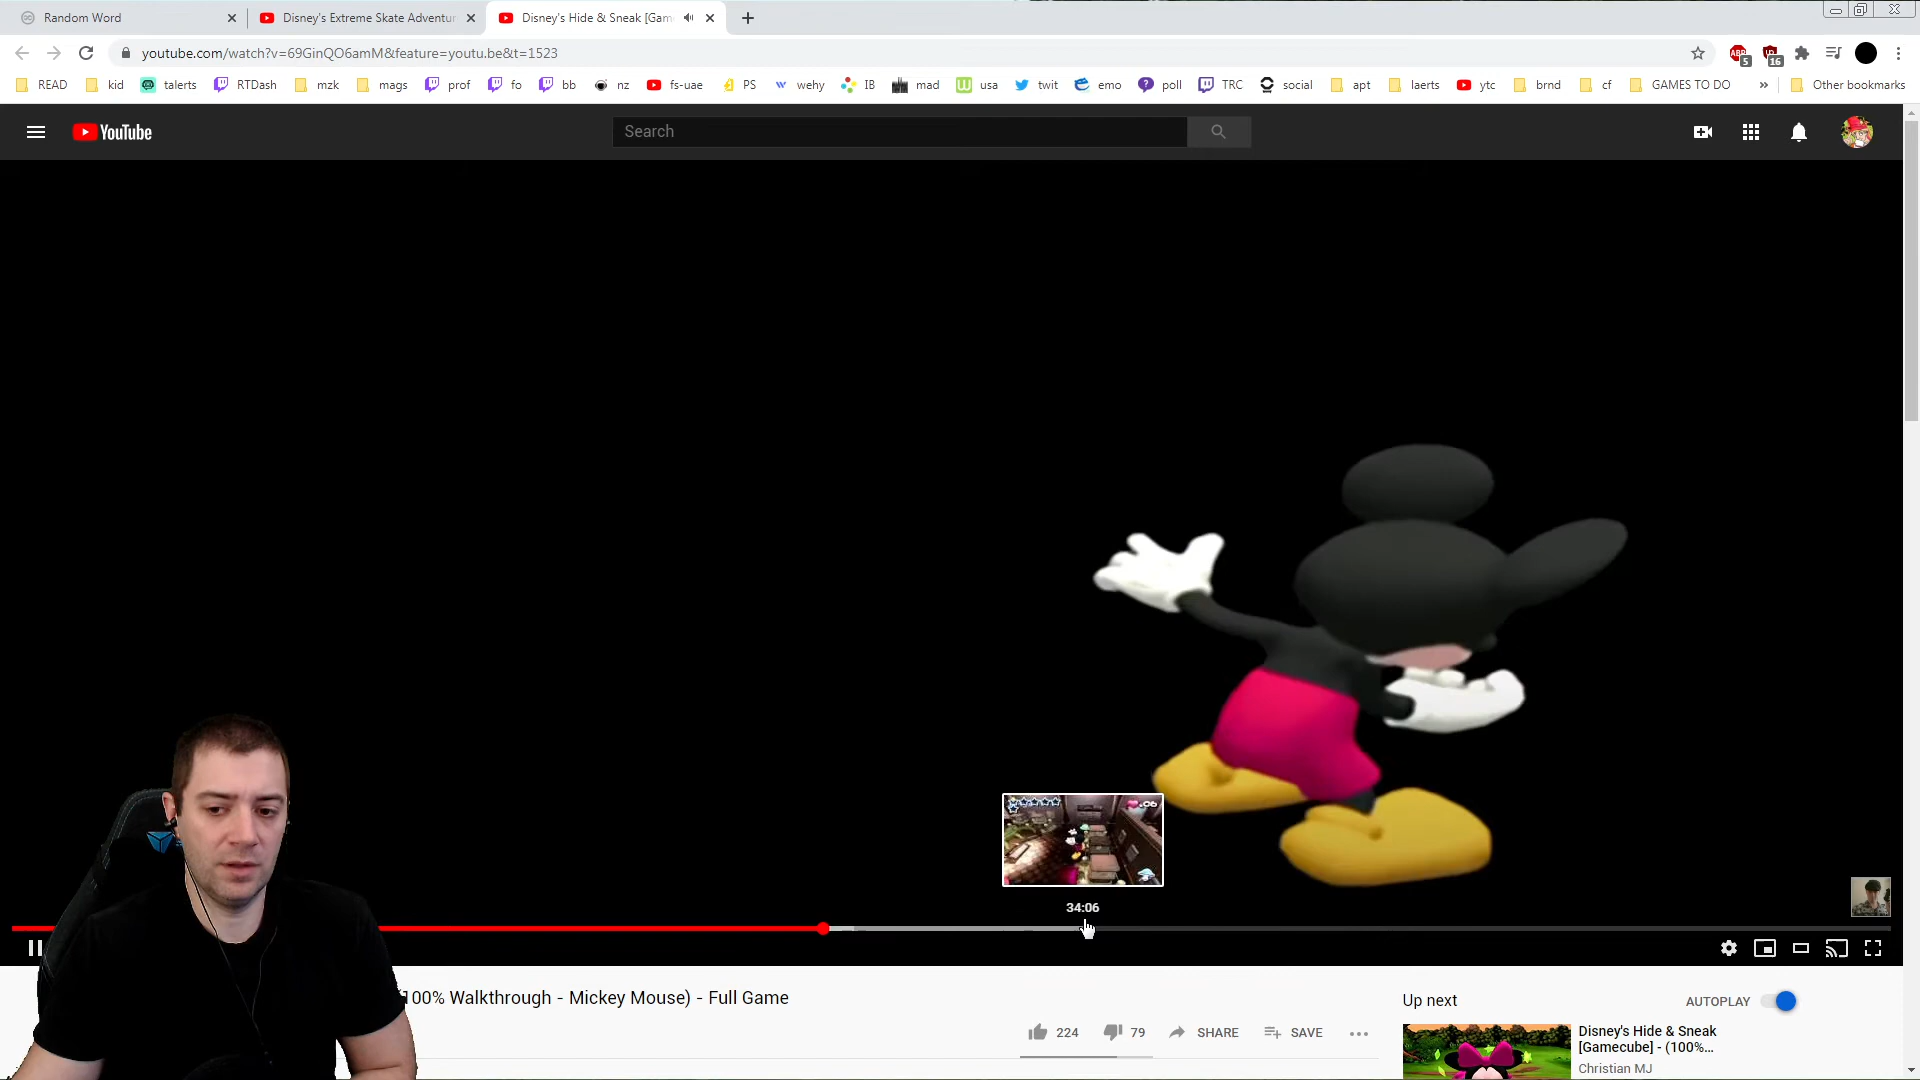 Random Word
Disney's Extreme Skate Adventur
Disney's Hide & Sneak [Gam
youtube.com/watch?v=69GinQO6amM&feature=youtu.be&t=1523
ABP
5
16
READ
kid
talerts
RTDash
mzk
mags
prof
fo
bb
nz
fs-uae
PS
wehy
IB
mad
usa
twit
emo
poll
TRC
social
apt
laerts
ytc
brnd
cf
GAMES TO DO
»
Other bookmarks
YouTube
Search
34:06
100% Walkthrough - Mickey Mouse) - Full Game
224
79
SHARE
SAVE
Up next
AUTOPLAY
Disney's Hide & Sneak
[Gamecube] - (100%...
Christian MJ